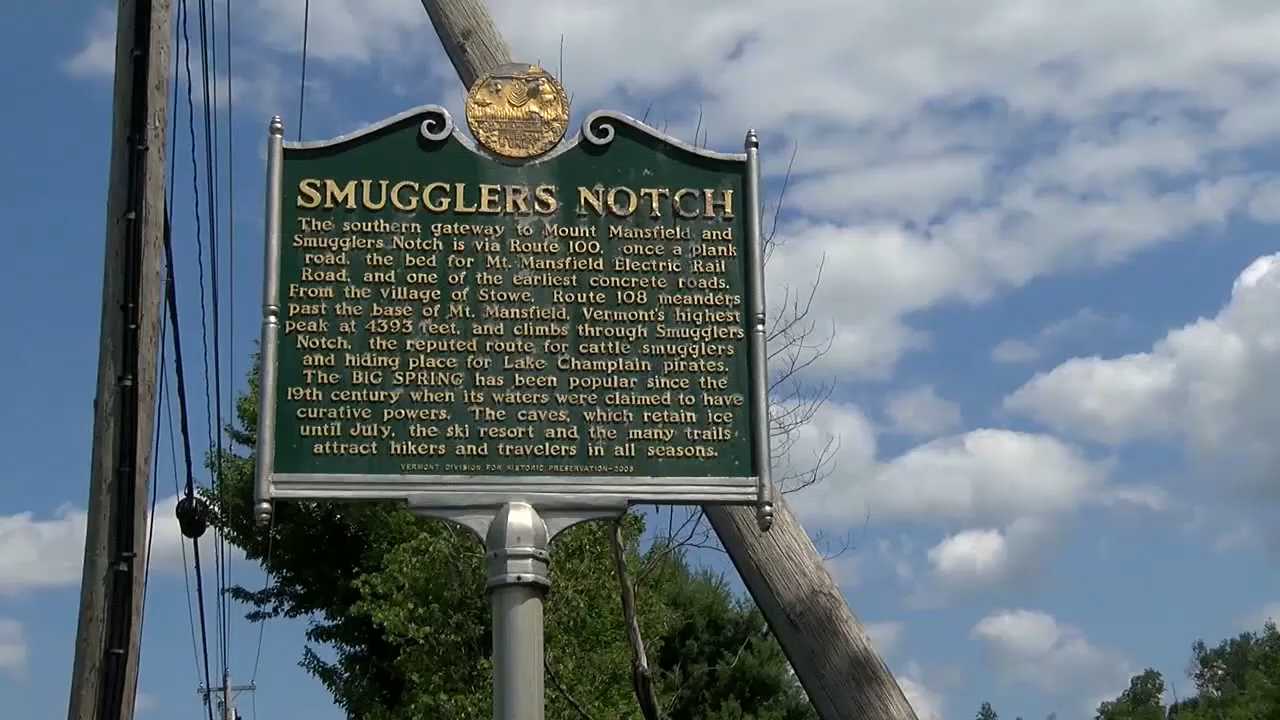 SMUGGLERS NOTCH
The southern gateway to Mount Mansfield and
Smugglers Notch is via Route 100, once a plank
road, the bed for Mt. Mansfield Electric Rail
Road, and one of the earliest concrete roads.
From the village of Stowe, Route 108 meanders
past the base of Mt. Mansfield, Vermont's highest
peak at 4393 feet, and climbs through Smugglers
Notch, the reputed route for cattle smugglers
and hiding place for Lake Champlain pirates.
The BIG SPRING has been popular since the
19th century when its waters were claimed to have
curative powers. The caves, which retain ice
until July, the ski resort and the many trails
attract hikers and travelers in all seasons.
VERMONT DIVISION FOR HISTORIC PRESERVATION-2008